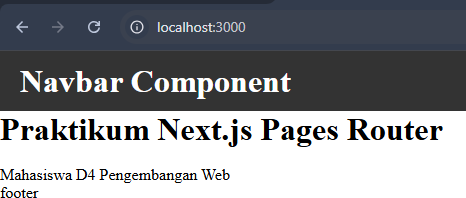 localhost:3000
Navbar Component
Praktikum Next.js Pages Router
Mahasiswa D4 Pengembangan Web
footer